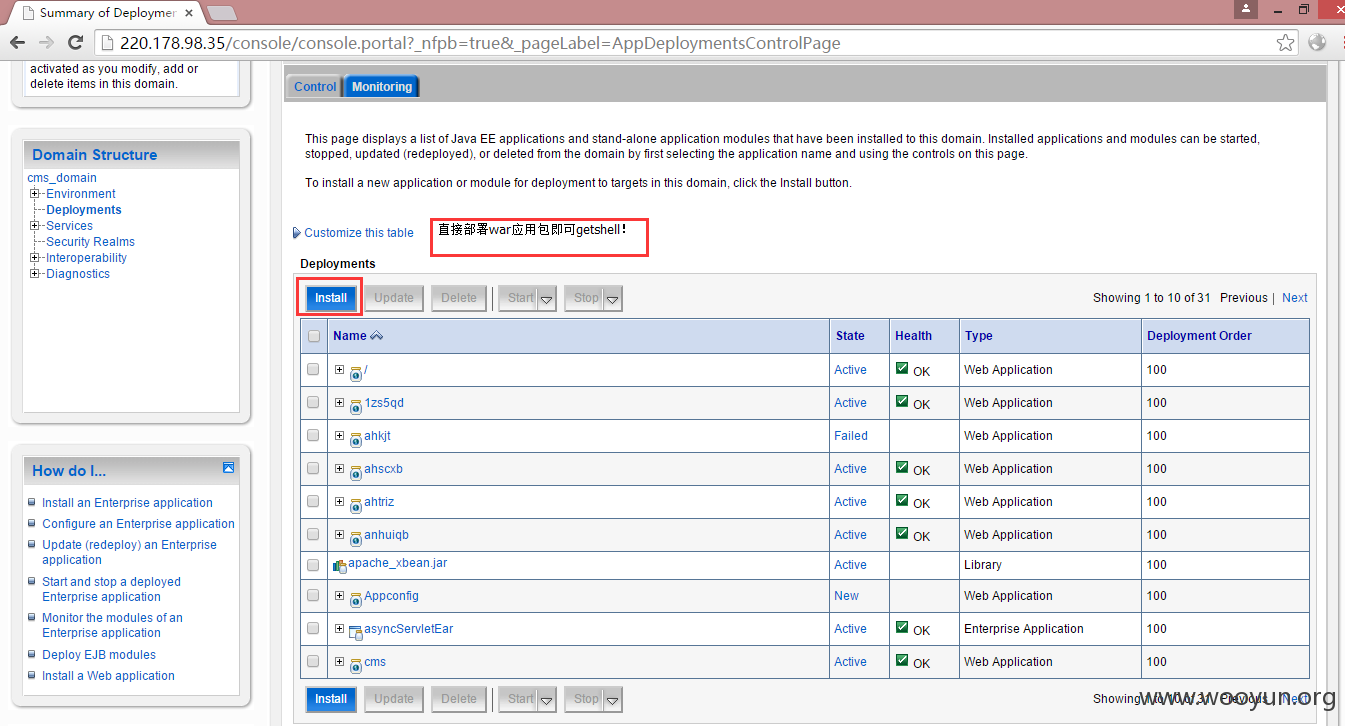 Summary of Deploymer
220.178.98.35/console/console.portal?_nfpb=true&_pageLabel=AppDeploymentsControlPage
activated as you modify, add or
delete items in this domain.
Domain Structure
cms_domain
Environment
Deployments
Services
Security Realms
Interoperability
Diagnostics
How do I...
Install an Enterprise application
Configure an Enterprise application
Update (redeploy) an Enterprise
application
Start and stop a deployed
Enterprise application
Monitor the modules of an
Enterprise application
Deploy EJB modules
Install a Web application
Control Monitoring
This page displays a list of Java EE applications and stand-alone application modules that have been installed to this domain. Installed applications and modules can be started,
stopped, updated (redeployed), or deleted from the domain by first selecting the application name and using the controls on this page.
To install a new application or module for deployment to targets in this domain, click the Install button.
Customize this table
直接部署war应用包即可getshell!
Deployments
Install Update Delete Start Stop Showing 1 to 10 of 31 Previous | Next
Name State Health Type Deployment Order
/ Active OK Web Application 100
1zs5qd Active OK Web Application 100
ahkjt Failed Web Application 100
ahscxb Active OK Web Application 100
ahtriz Active OK Web Application 100
anhuiqb Active OK Web Application 100
apache_xbean.jar Active Library 100
Appconfig New Web Application 100
asyncServletEar Active OK Enterprise Application 100
cms Active OK Web Application 100
Install Update Delete Start Stop Showing 1 to 10 of 31 Previous | Next
www.wooyun.org